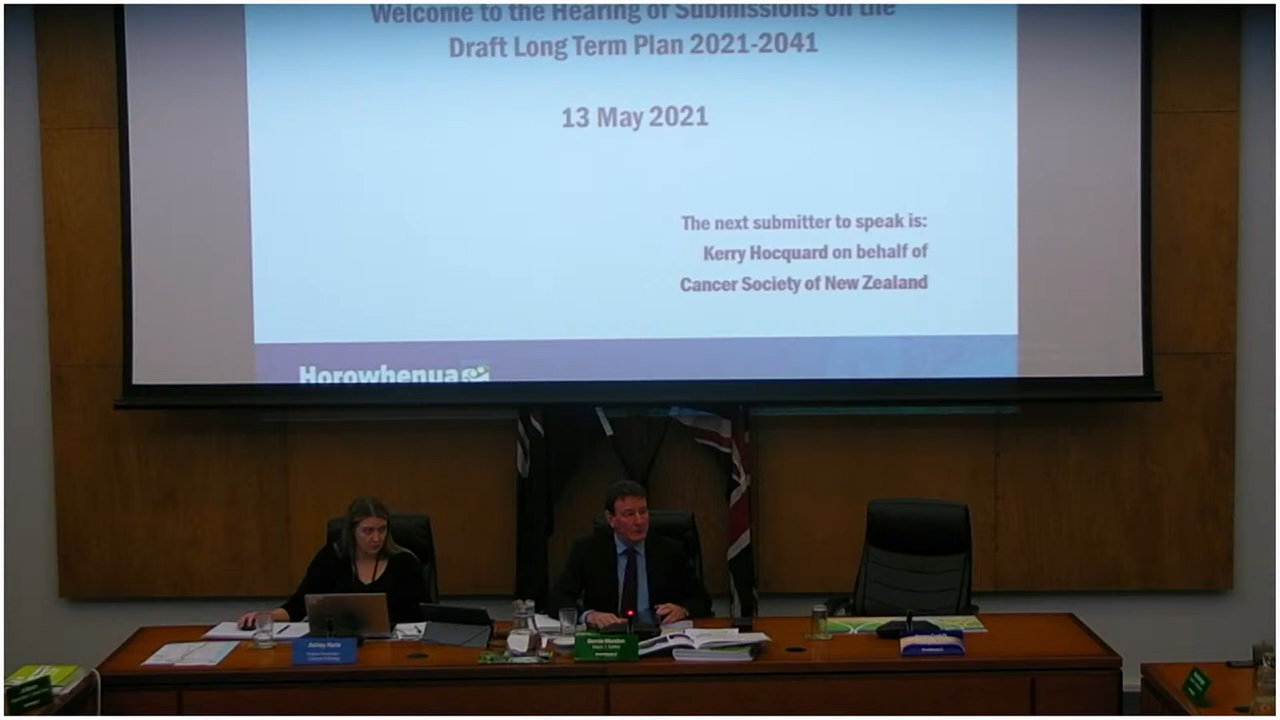 Welcome to the Hearing of Submissions on the
Draft Long Term Plan 2021-2041
13 May 2021
The next submitter to speak is:
Kerry Hocquard on behalf of
Cancer Society of New Zealand
Horowhenua